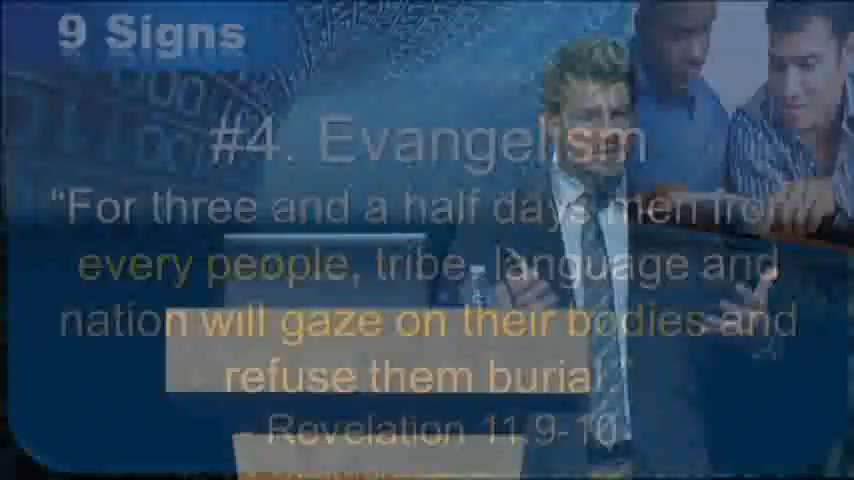 9 Signs
#4. Evangelism
"For three and a half days men from
every people, tribe, language and
nation will gaze on their bodies and
refuse them burial
- Revelation 11:9-10